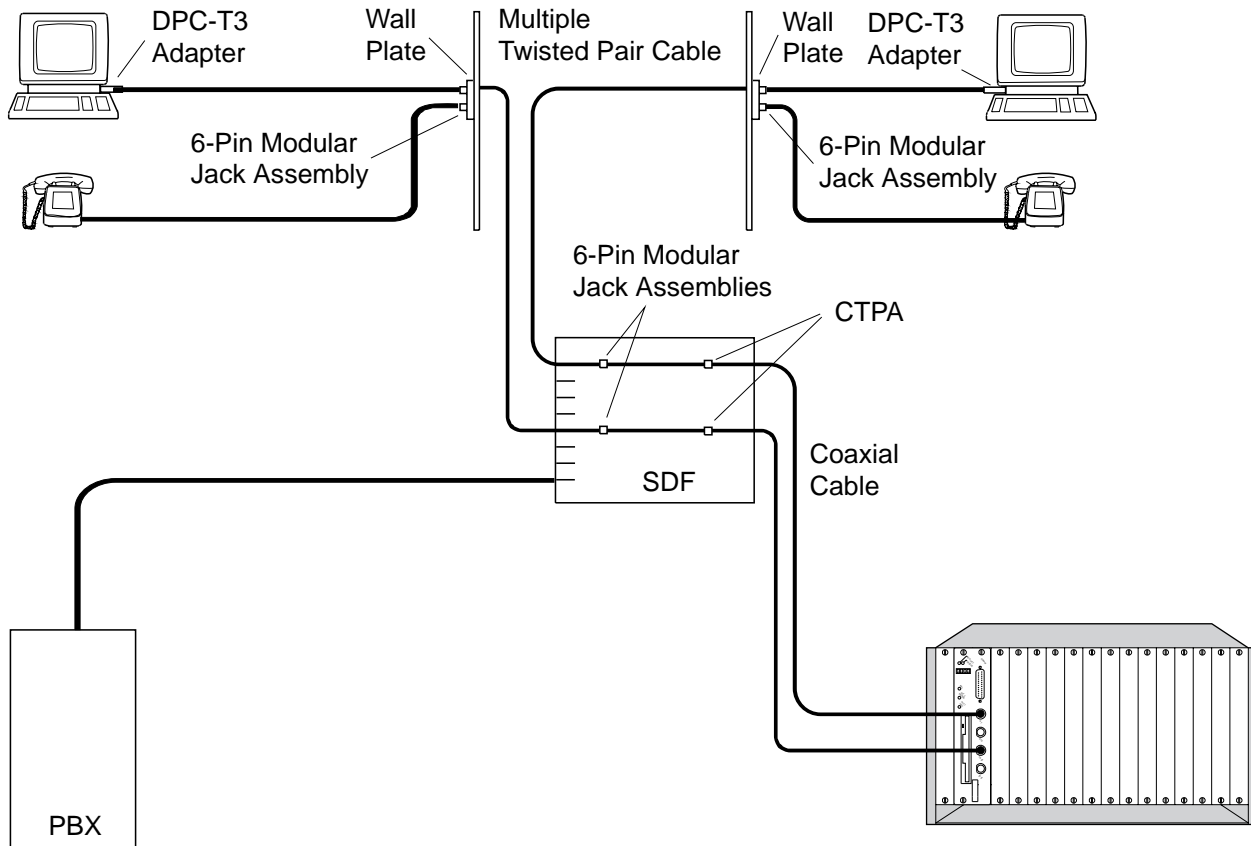 DPC-T3
Adapter
Wall
Plate
Multiple
Twisted Pair Cable
Wall
Plate
DPC-T3
Adapter
6-Pin Modular
Jack Assembly
6-Pin Modular
Jack Assembly
6-Pin Modular
Jack Assemblies
CTPA
Coaxial
Cable
SDF
PBX